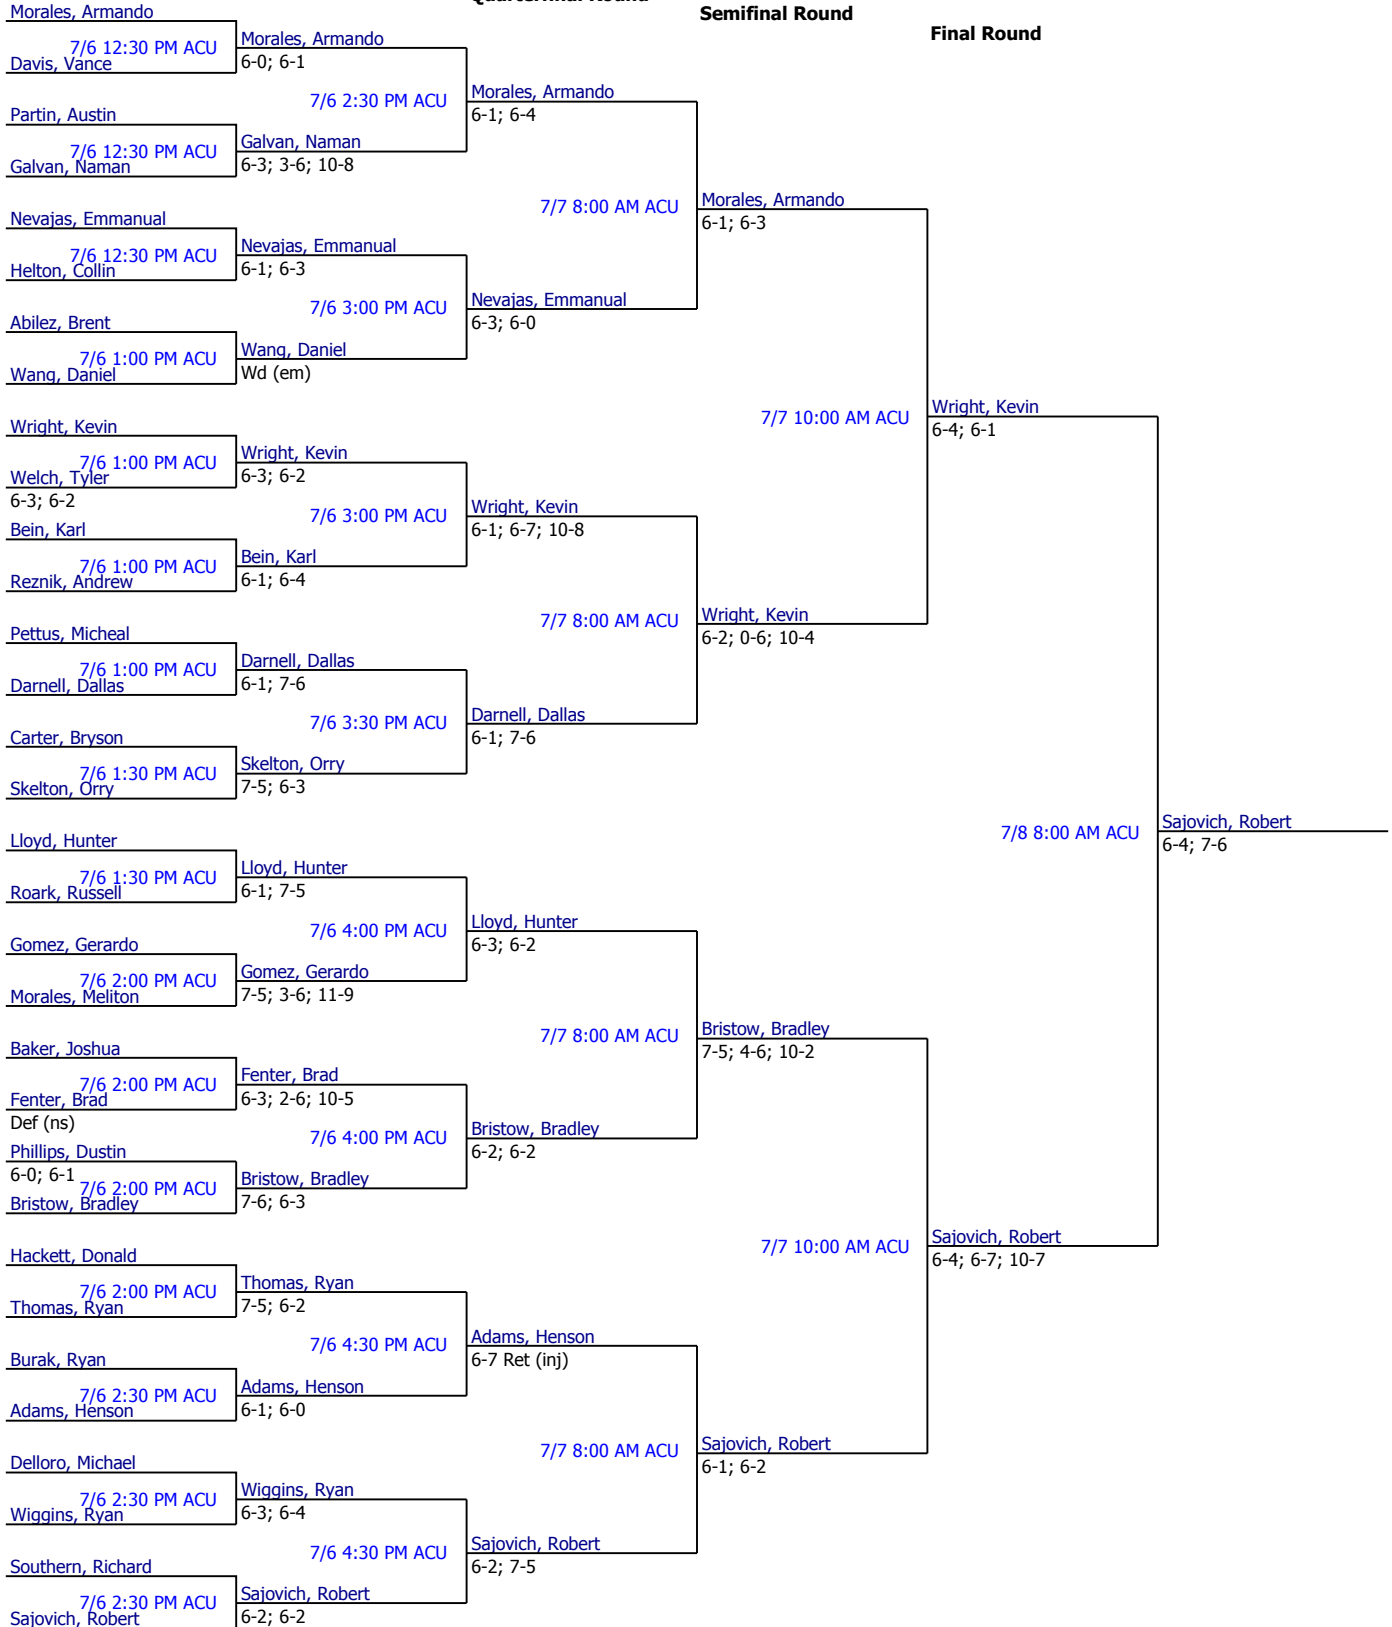 Quarterfinal Round
Semifinal Round
Final Round
Morales, Armando
7/6 12:30 PM ACU
Davis, Vance
Partin, Austin
7/6 12:30 PM ACU
Galvan, Naman
Nevajas, Emmanual
7/6 12:30 PM ACU
Helton, Collin
Abilez, Brent
7/6 1:00 PM ACU
Wang, Daniel
Wright, Kevin
7/6 1:00 PM ACU
Welch, Tyler
6-3; 6-2
Bein, Karl
7/6 1:00 PM ACU
Reznik, Andrew
Pettus, Micheal
7/6 1:00 PM ACU
Darnell, Dallas
Carter, Bryson
7/6 1:30 PM ACU
Skelton, Orry
Lloyd, Hunter
7/6 1:30 PM ACU
Roark, Russell
Gomez, Gerardo
7/6 2:00 PM ACU
Morales, Meliton
Baker, Joshua
7/6 2:00 PM ACU
Fenter, Brad
Def (ns)
Phillips, Dustin
6-0; 6-1
7/6 2:00 PM ACU
Bristow, Bradley
Hackett, Donald
7/6 2:00 PM ACU
Thomas, Ryan
Burak, Ryan
7/6 2:30 PM ACU
Adams, Henson
Delloro, Michael
7/6 2:30 PM ACU
Wiggins, Ryan
Southern, Richard
7/6 2:30 PM ACU
Sajovich, Robert
Morales, Armando
6-0; 6-1
7/6 2:30 PM ACU
Galvan, Naman
6-3; 3-6; 10-8
Nevajas, Emmanual
6-1; 6-3
7/6 3:00 PM ACU
Wang, Daniel
Wd (em)
Wright, Kevin
6-3; 6-2
7/6 3:00 PM ACU
Bein, Karl
6-1; 6-4
Darnell, Dallas
6-1; 7-6
7/6 3:30 PM ACU
Skelton, Orry
7-5; 6-3
Lloyd, Hunter
6-1; 7-5
7/6 4:00 PM ACU
Gomez, Gerardo
7-5; 3-6; 11-9
Fenter, Brad
6-3; 2-6; 10-5
7/6 4:00 PM ACU
Bristow, Bradley
7-6; 6-3
Thomas, Ryan
7-5; 6-2
7/6 4:30 PM ACU
Adams, Henson
6-1; 6-0
Wiggins, Ryan
6-3; 6-4
7/6 4:30 PM ACU
Sajovich, Robert
6-2; 6-2
Morales, Armando
6-1; 6-4
7/7 8:00 AM ACU
Nevajas, Emmanual
6-3; 6-0
Wright, Kevin
6-1; 6-7; 10-8
7/7 8:00 AM ACU
Darnell, Dallas
6-1; 7-6
Lloyd, Hunter
6-3; 6-2
7/7 8:00 AM ACU
Bristow, Bradley
6-2; 6-2
Adams, Henson
6-7 Ret (inj)
7/7 8:00 AM ACU
Sajovich, Robert
6-2; 7-5
Morales, Armando
6-1; 6-3
7/7 10:00 AM ACU
Wright, Kevin
6-2; 0-6; 10-4
Bristow, Bradley
7-5; 4-6; 10-2
7/7 10:00 AM ACU
Sajovich, Robert
6-1; 6-2
Wright, Kevin
6-4; 6-1
7/8 8:00 AM ACU
Sajovich, Robert
6-4; 6-7; 10-7
Sajovich, Robert
6-4; 7-6